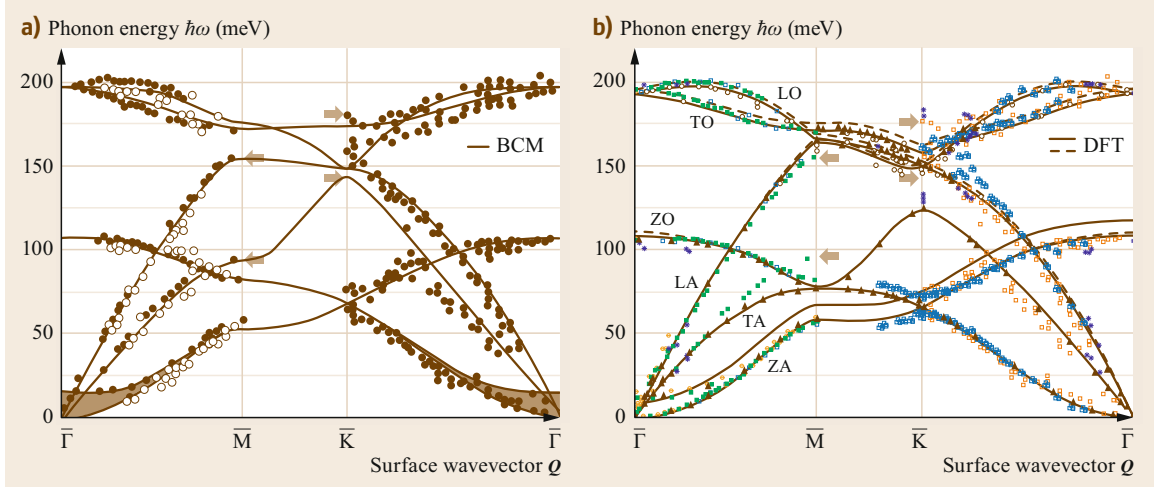 a) Phonon energy ħω (meV)
200
150
100
50
0
BCM
Γ̅ M̅ K̅ Γ̅
Surface wavevector Q
b) Phonon energy ħω (meV)
200
150
100
50
0
LO
TO
DFT
ZO
LA
TA
ZA
Γ̅ M̅ K̅ Γ̅
Surface wavevector Q